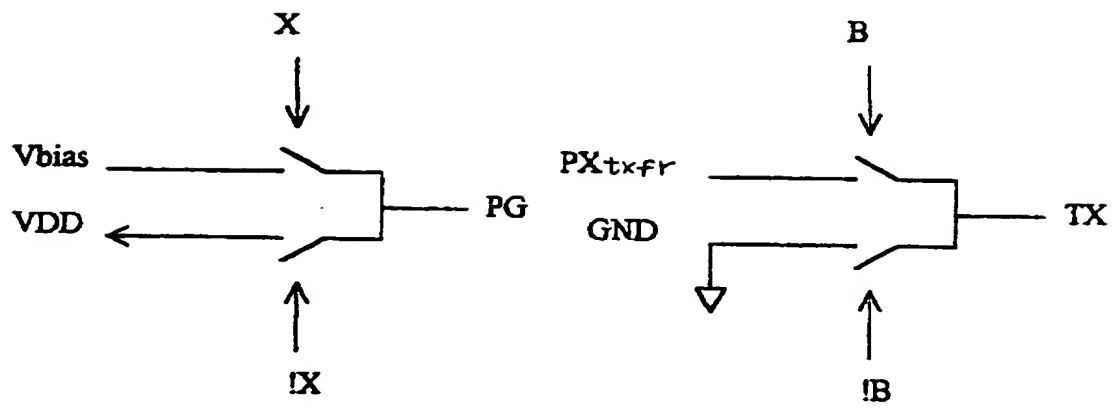 X
B
Vbias
PXtxfr
VDD
PG
GND
TX
!X
!B